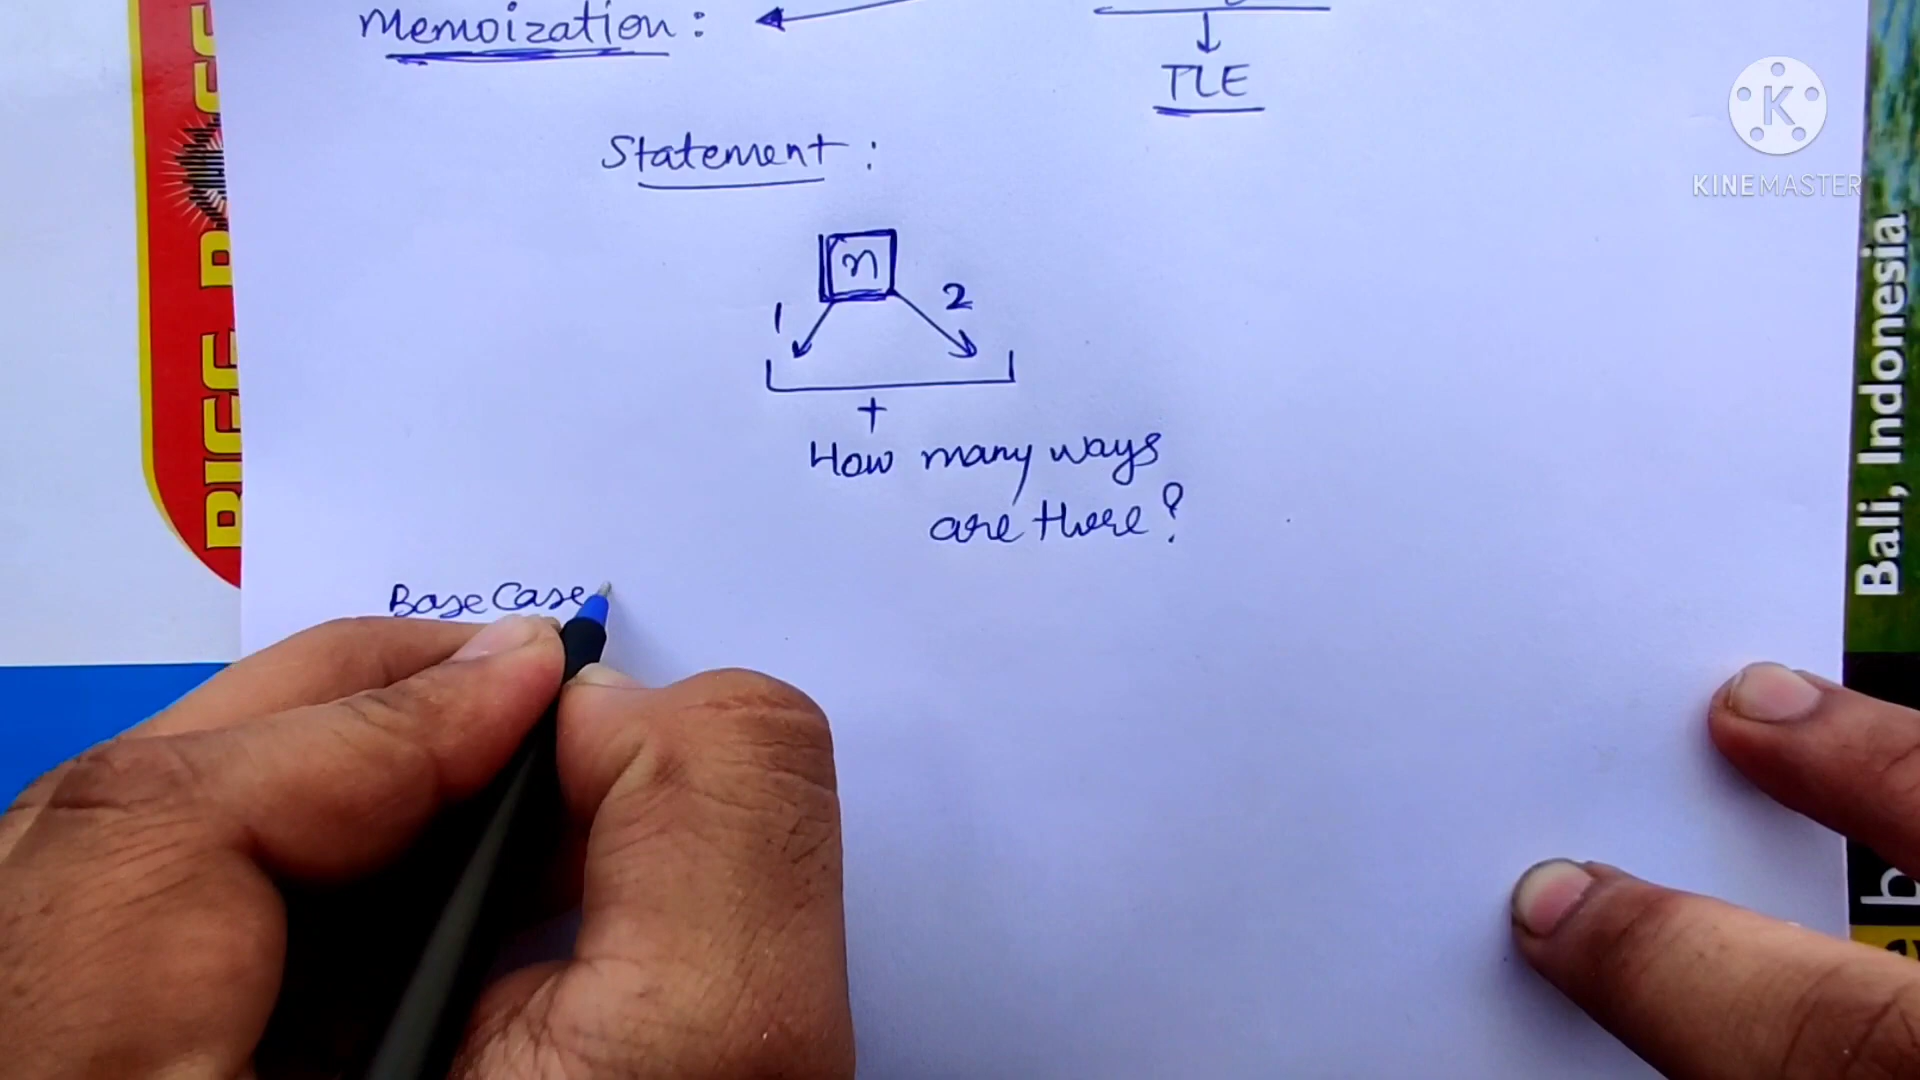 Memoization :
TLE
Statement :
n
1 2
+
How many ways
are there?
Base Case
K
KINEMASTER
Bali, Indonesia